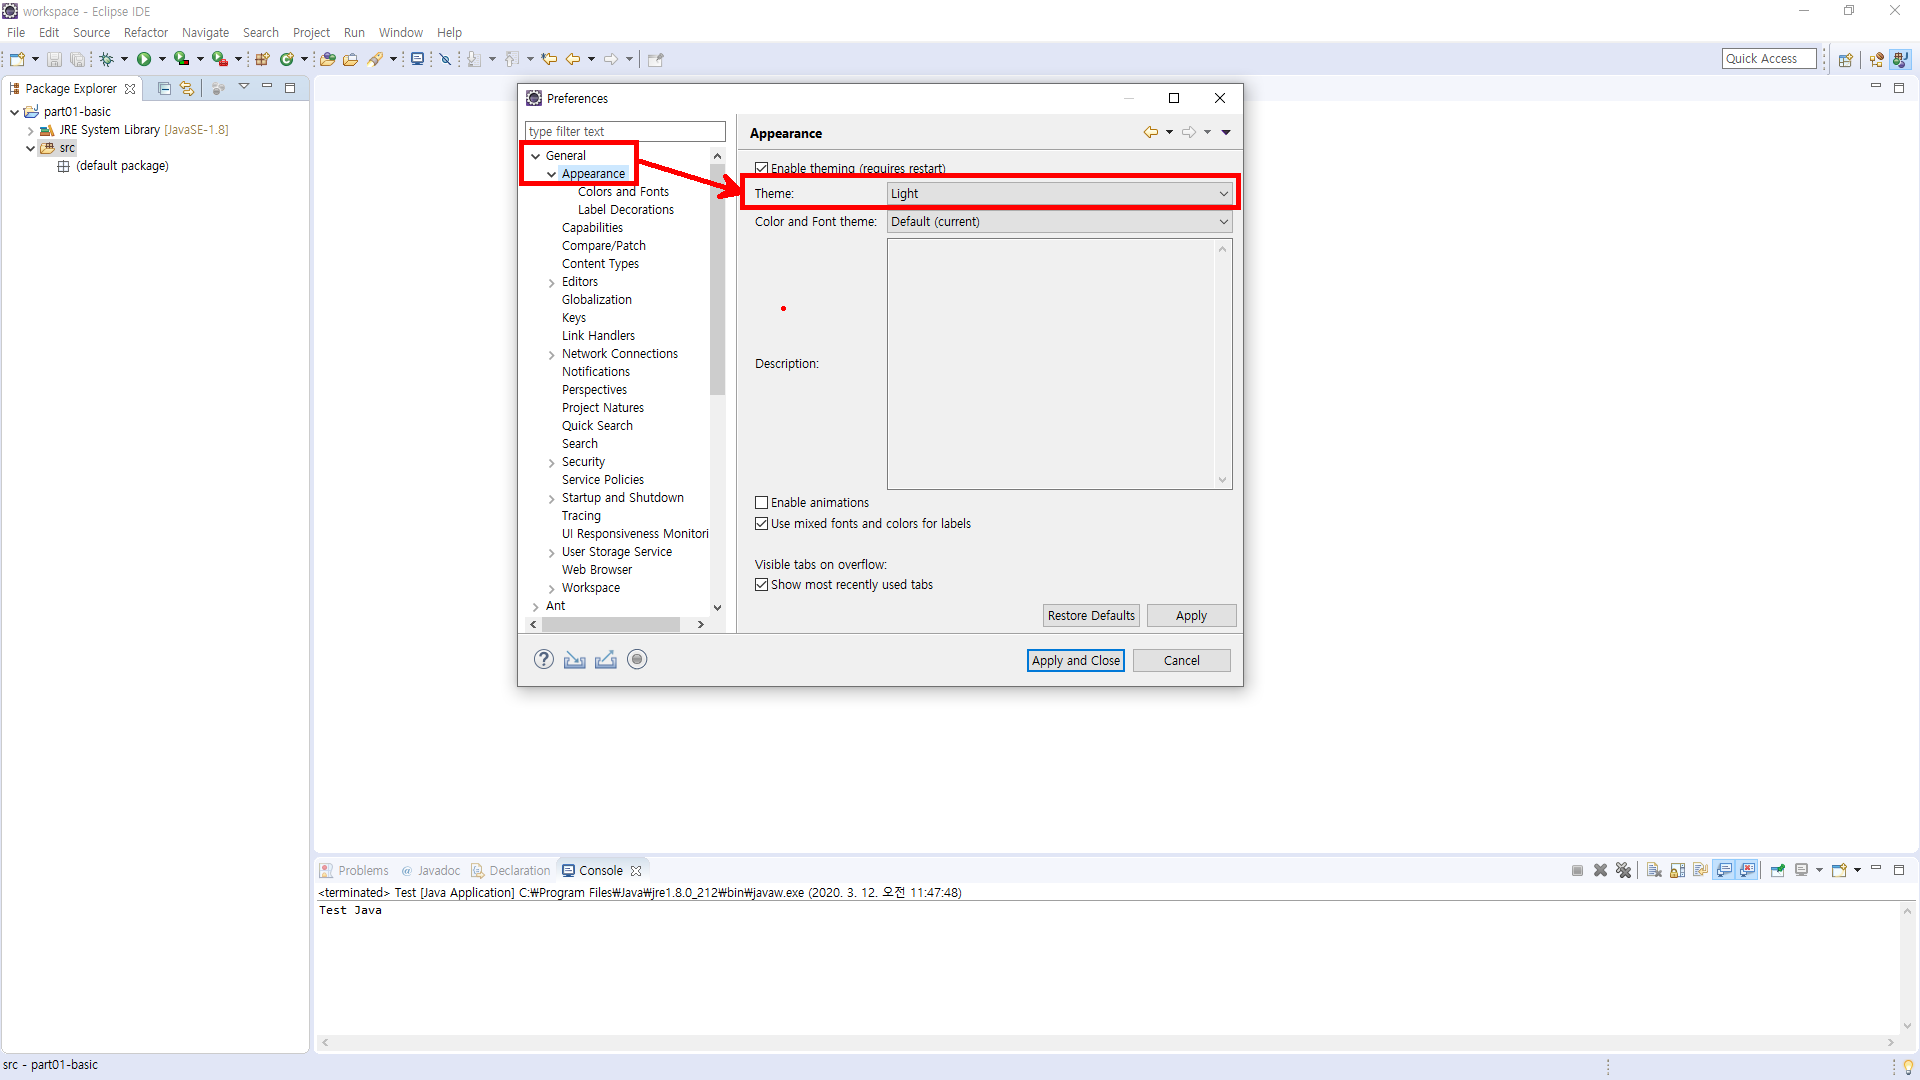 workspace - Eclipse IDE
File Edit Source Refactor Navigate Search Project Run Window Help
Quick Access
Package Explorer
part01-basic
JRE System Library [JavaSE-1.8]
src
(default package)
Preferences
type filter text
General
Appearance
Colors and Fonts
Label Decorations
Capabilities
Compare/Patch
Content Types
Editors
Globalization
Keys
Link Handlers
Network Connections
Notifications
Perspectives
Project Natures
Quick Search
Search
Security
Service Policies
Startup and Shutdown
Tracing
UI Responsiveness Monitori
User Storage Service
Web Browser
Workspace
Ant
Appearance
Enable theming (requires restart)
Theme: Light
Color and Font theme: Default (current)
Description:
Enable animations
Use mixed fonts and colors for labels
Visible tabs on overflow:
Show most recently used tabs
Restore Defaults Apply
Apply and Close Cancel
Problems @ Javadoc Declaration Console
<terminated> Test [Java Application] C:₩Program Files₩Java₩jre1.8.0_212₩bin₩javaw.exe (2020. 3. 12. 오전 11:47:48)
Test Java
src - part01-basic